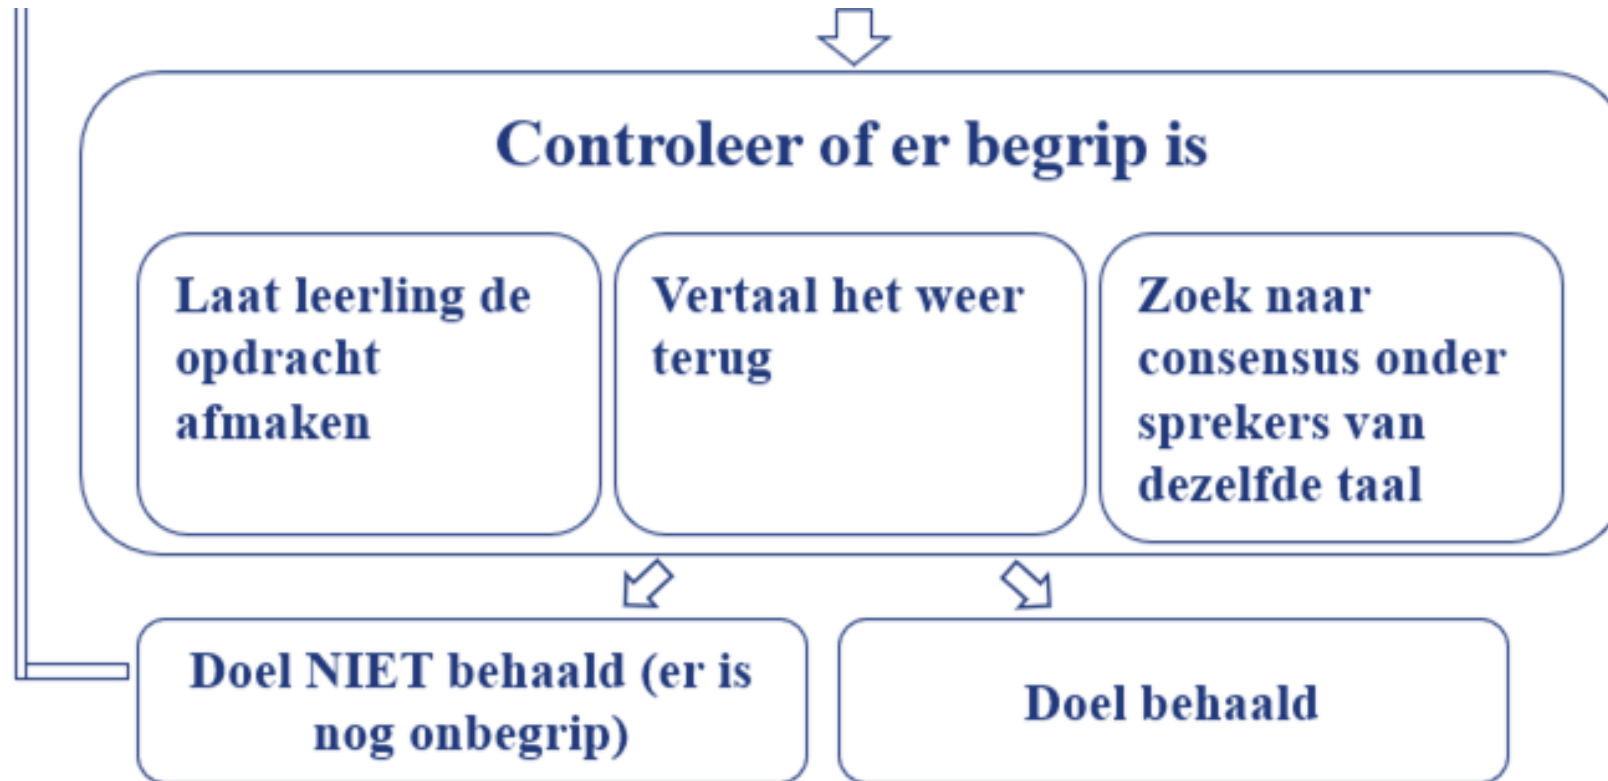 Controleer of er begrip is
Laat leerling de
opdracht
afmaken
Vertaal het weer
terug
Zoek naar
consensus onder
sprekers van
dezelfde taal
Doel NIET behaald (er is
nog onbegrip)
Doel behaald